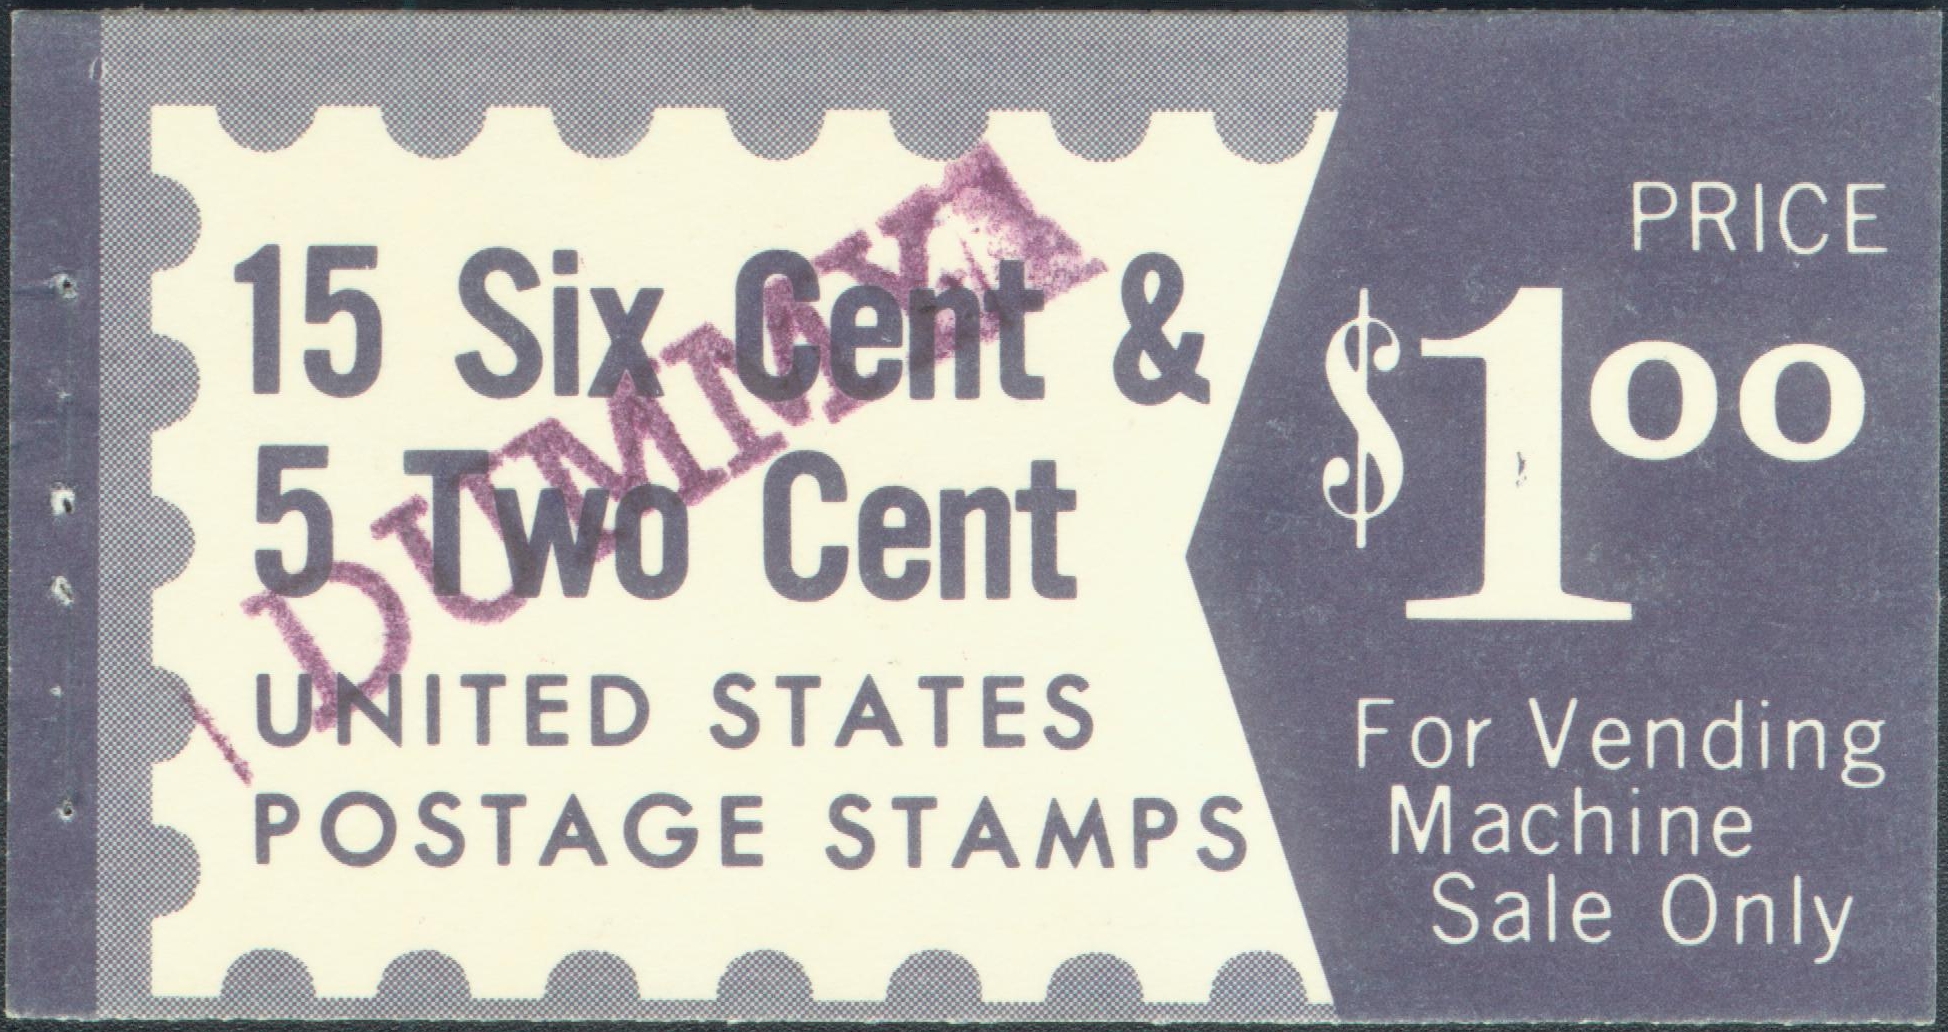 15 Six Cent &
5 Two Cent
UNITED STATES
POSTAGE STAMPS
DUMMY
PRICE
$1.00
For Vending
Machine
Sale Only